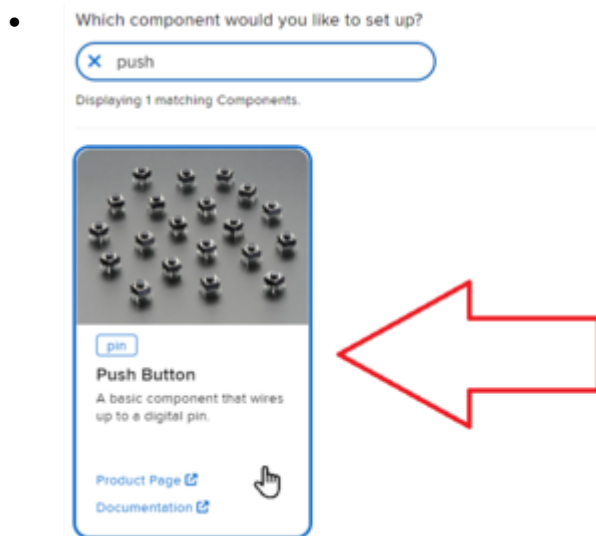 Which component would you like to set up?
push
Displaying 1 matching Components.
pin
Push Button
A basic component that wires
up to a digital pin.
Product Page
Documentation